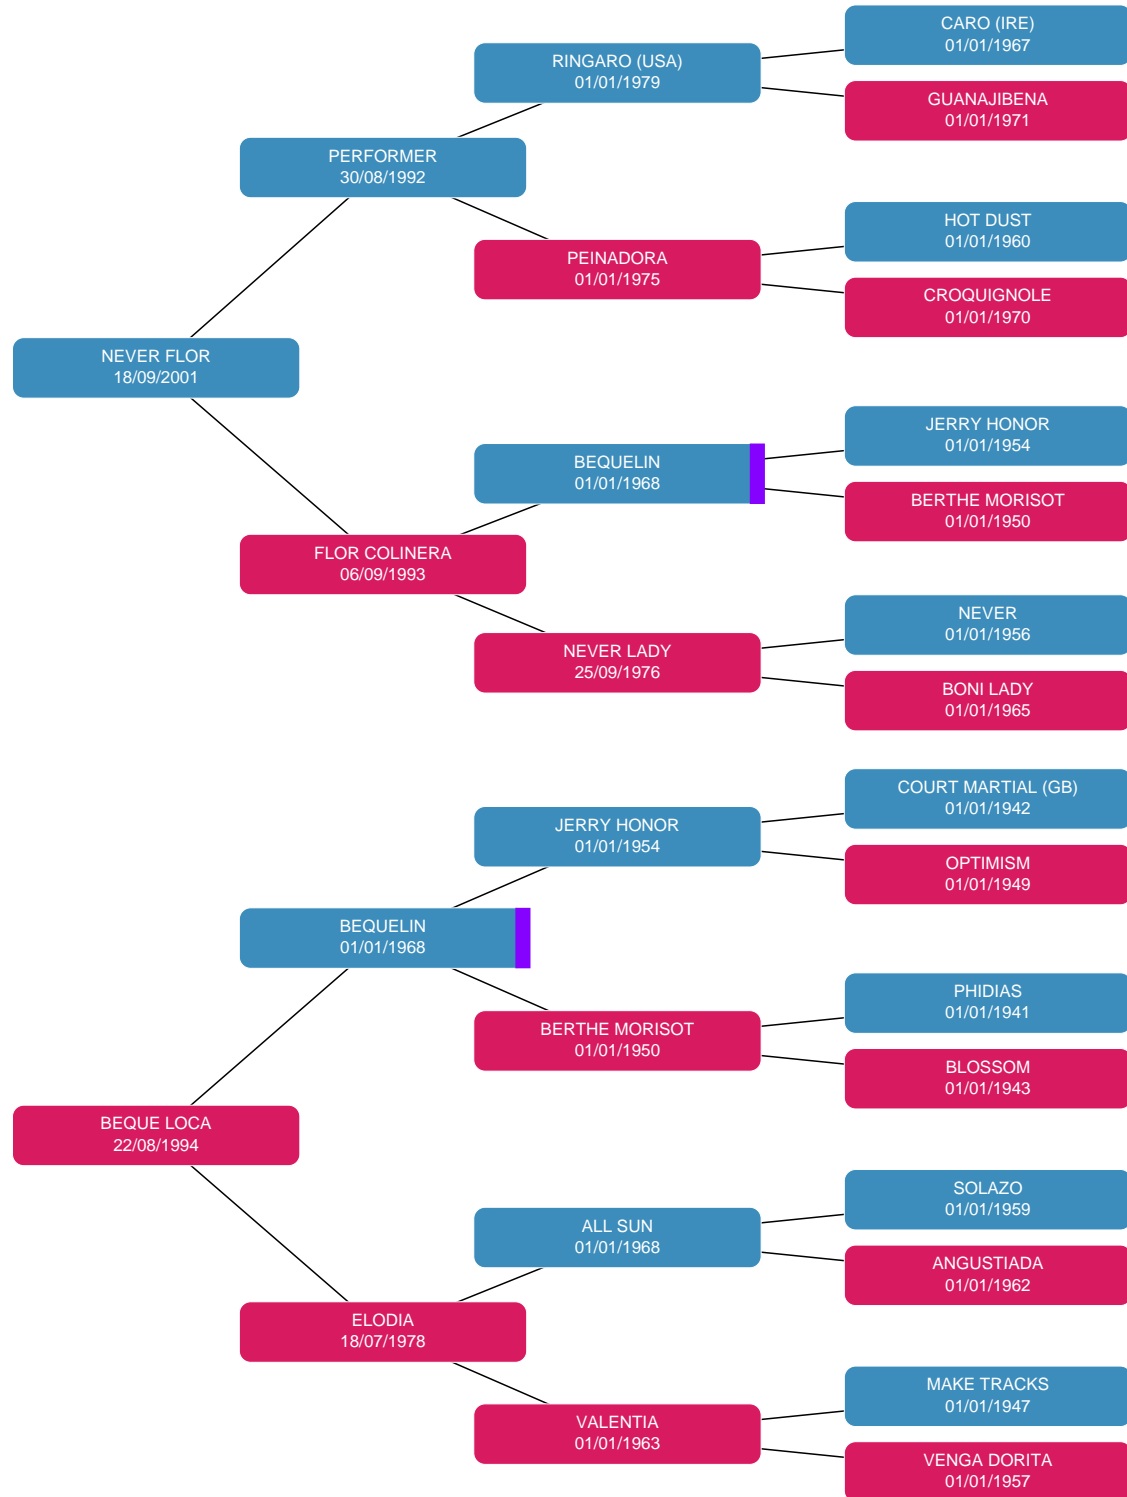 CARO (IRE)
01/01/1967
RINGARO (USA)
01/01/1979
GUANAJIBENA
01/01/1971
PERFORMER
30/08/1992
HOT DUST
01/01/1960
PEINADORA
01/01/1975
CROQUIGNOLE
01/01/1970
NEVER FLOR
18/09/2001
JERRY HONOR
01/01/1954
BEQUELIN
01/01/1968
BERTHE MORISOT
01/01/1950
FLOR COLINERA
06/09/1993
NEVER
01/01/1956
NEVER LADY
25/09/1976
BONI LADY
01/01/1965
COURT MARTIAL (GB)
01/01/1942
JERRY HONOR
01/01/1954
OPTIMISM
01/01/1949
BEQUELIN
01/01/1968
PHIDIAS
01/01/1941
BERTHE MORISOT
01/01/1950
BLOSSOM
01/01/1943
BEQUE LOCA
22/08/1994
SOLAZO
01/01/1959
ALL SUN
01/01/1968
ANGUSTIADA
01/01/1962
ELODIA
18/07/1978
MAKE TRACKS
01/01/1947
VALENTIA
01/01/1963
VENGA DORITA
01/01/1957